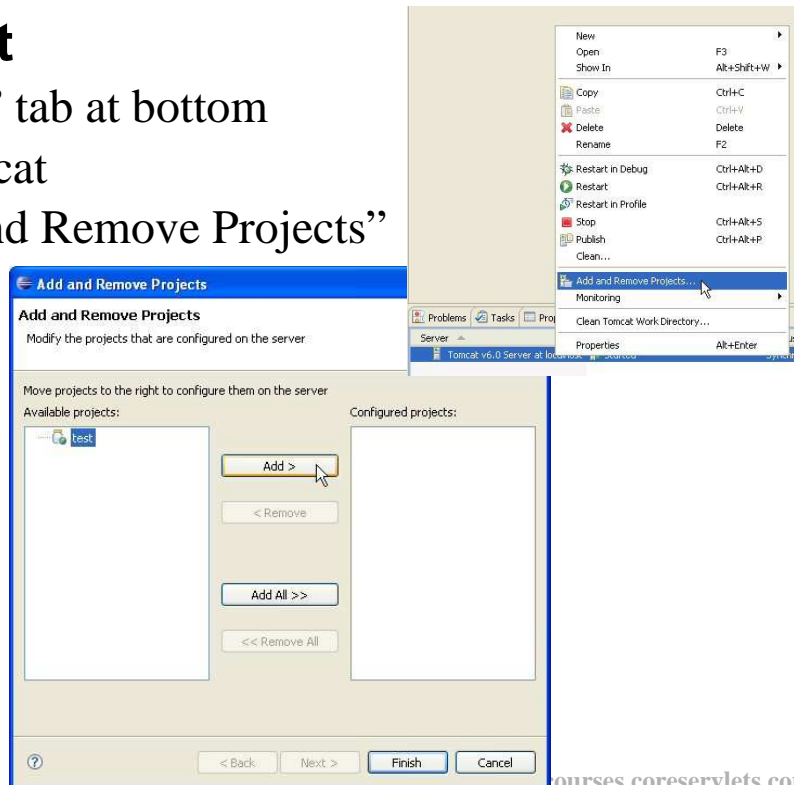 t
” tab at bottom
cat
nd Remove Projects”
New
Open F3
Show In Alt+Shift+W
Copy Ctrl+C
Paste Ctrl+V
Delete Delete
Rename F2
Restart in Debug Ctrl+Alt+D
Restart Ctrl+Alt+R
Restart in Profile
Stop Ctrl+Alt+S
Publish Ctrl+Alt+P
Clean...
Add and Remove Projects...
Monitoring
Clean Tomcat Work Directory...
Properties Alt+Enter
Problems Tasks Prop
Server
Tomcat v6.0 Server at localhost Started Synchr
Add and Remove Projects
Add and Remove Projects
Modify the projects that are configured on the server
Move projects to the right to configure them on the server
Available projects: Configured projects:
test
Add >
< Remove
Add All >>
<< Remove All
< Back Next > Finish Cancel
ourses.coreservlets.co